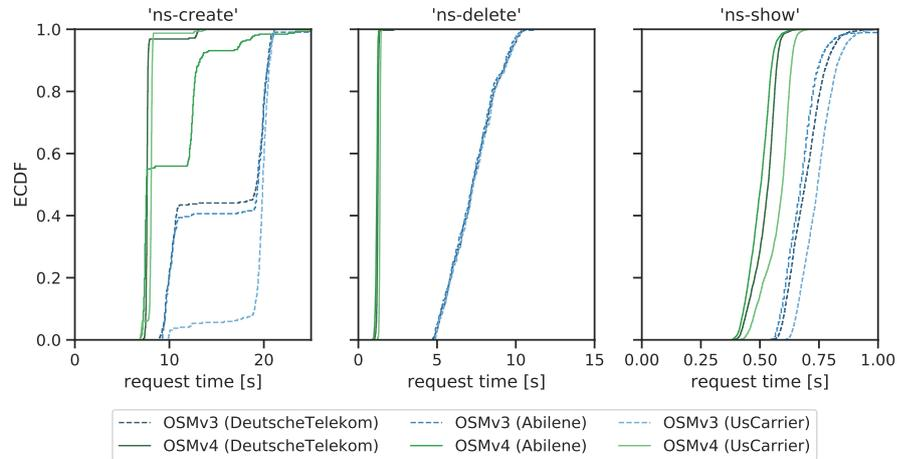 'ns-create' 'ns-delete' 'ns-show'
1.0
0.8
0.6
0.4
0.2
0.0
ECDF
0 10 20 0 5 10 15 0.00 0.25 0.50 0.75 1.00
request time [s] request time [s] request time [s]
OSMv3 (DeutscheTelekom) OSMv3 (Abilene) OSMv3 (UsCarrier)
OSMv4 (DeutscheTelekom) OSMv4 (Abilene) OSMv4 (UsCarrier)